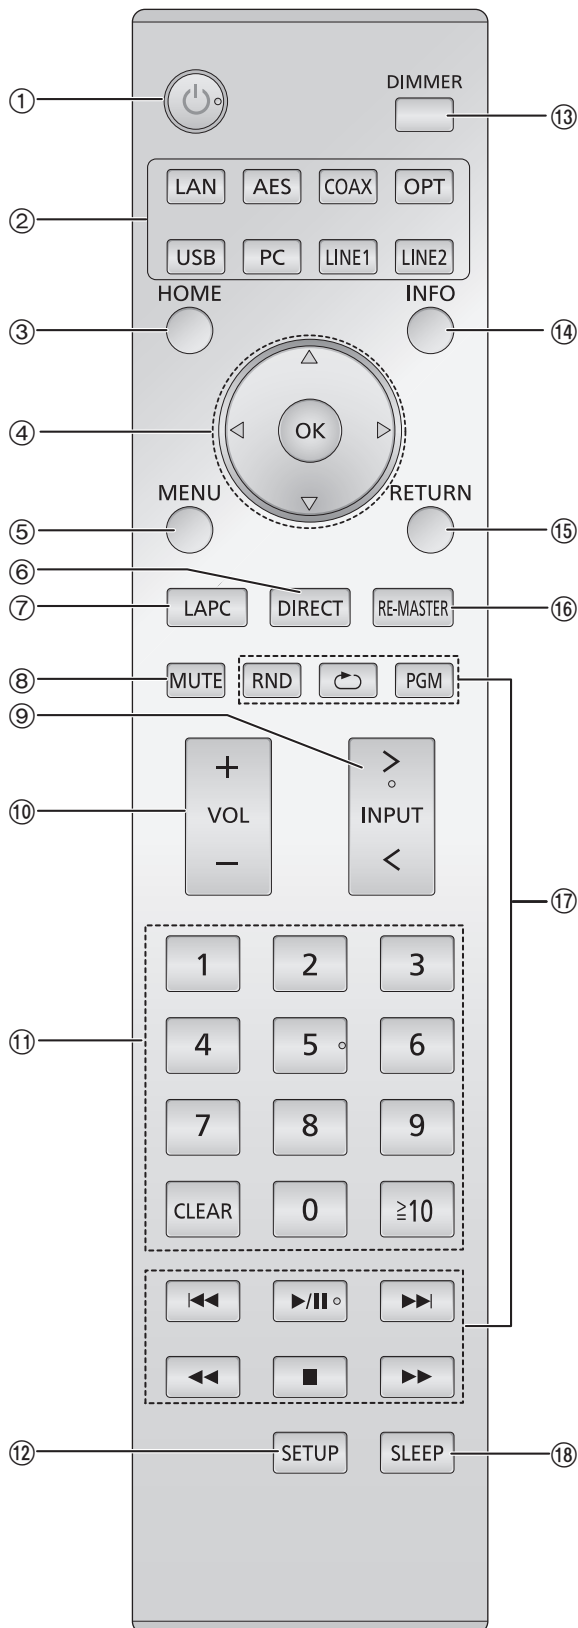 DIMMER
① ⑬
LAN AES COAX OPT
②
USB PC LINE1 LINE2
HOME INFO
③ ⑭
④ OK
MENU RETURN
⑤ ⑮
⑥
⑦ LAPC DIRECT RE-MASTER ⑯
⑧ MUTE RND PGM
⑨
+ >
⑩ VOL INPUT
− <
⑰
1 2 3
⑪ 4 5 6
7 8 9
CLEAR 0 ≧10
⑫ SETUP SLEEP ⑱